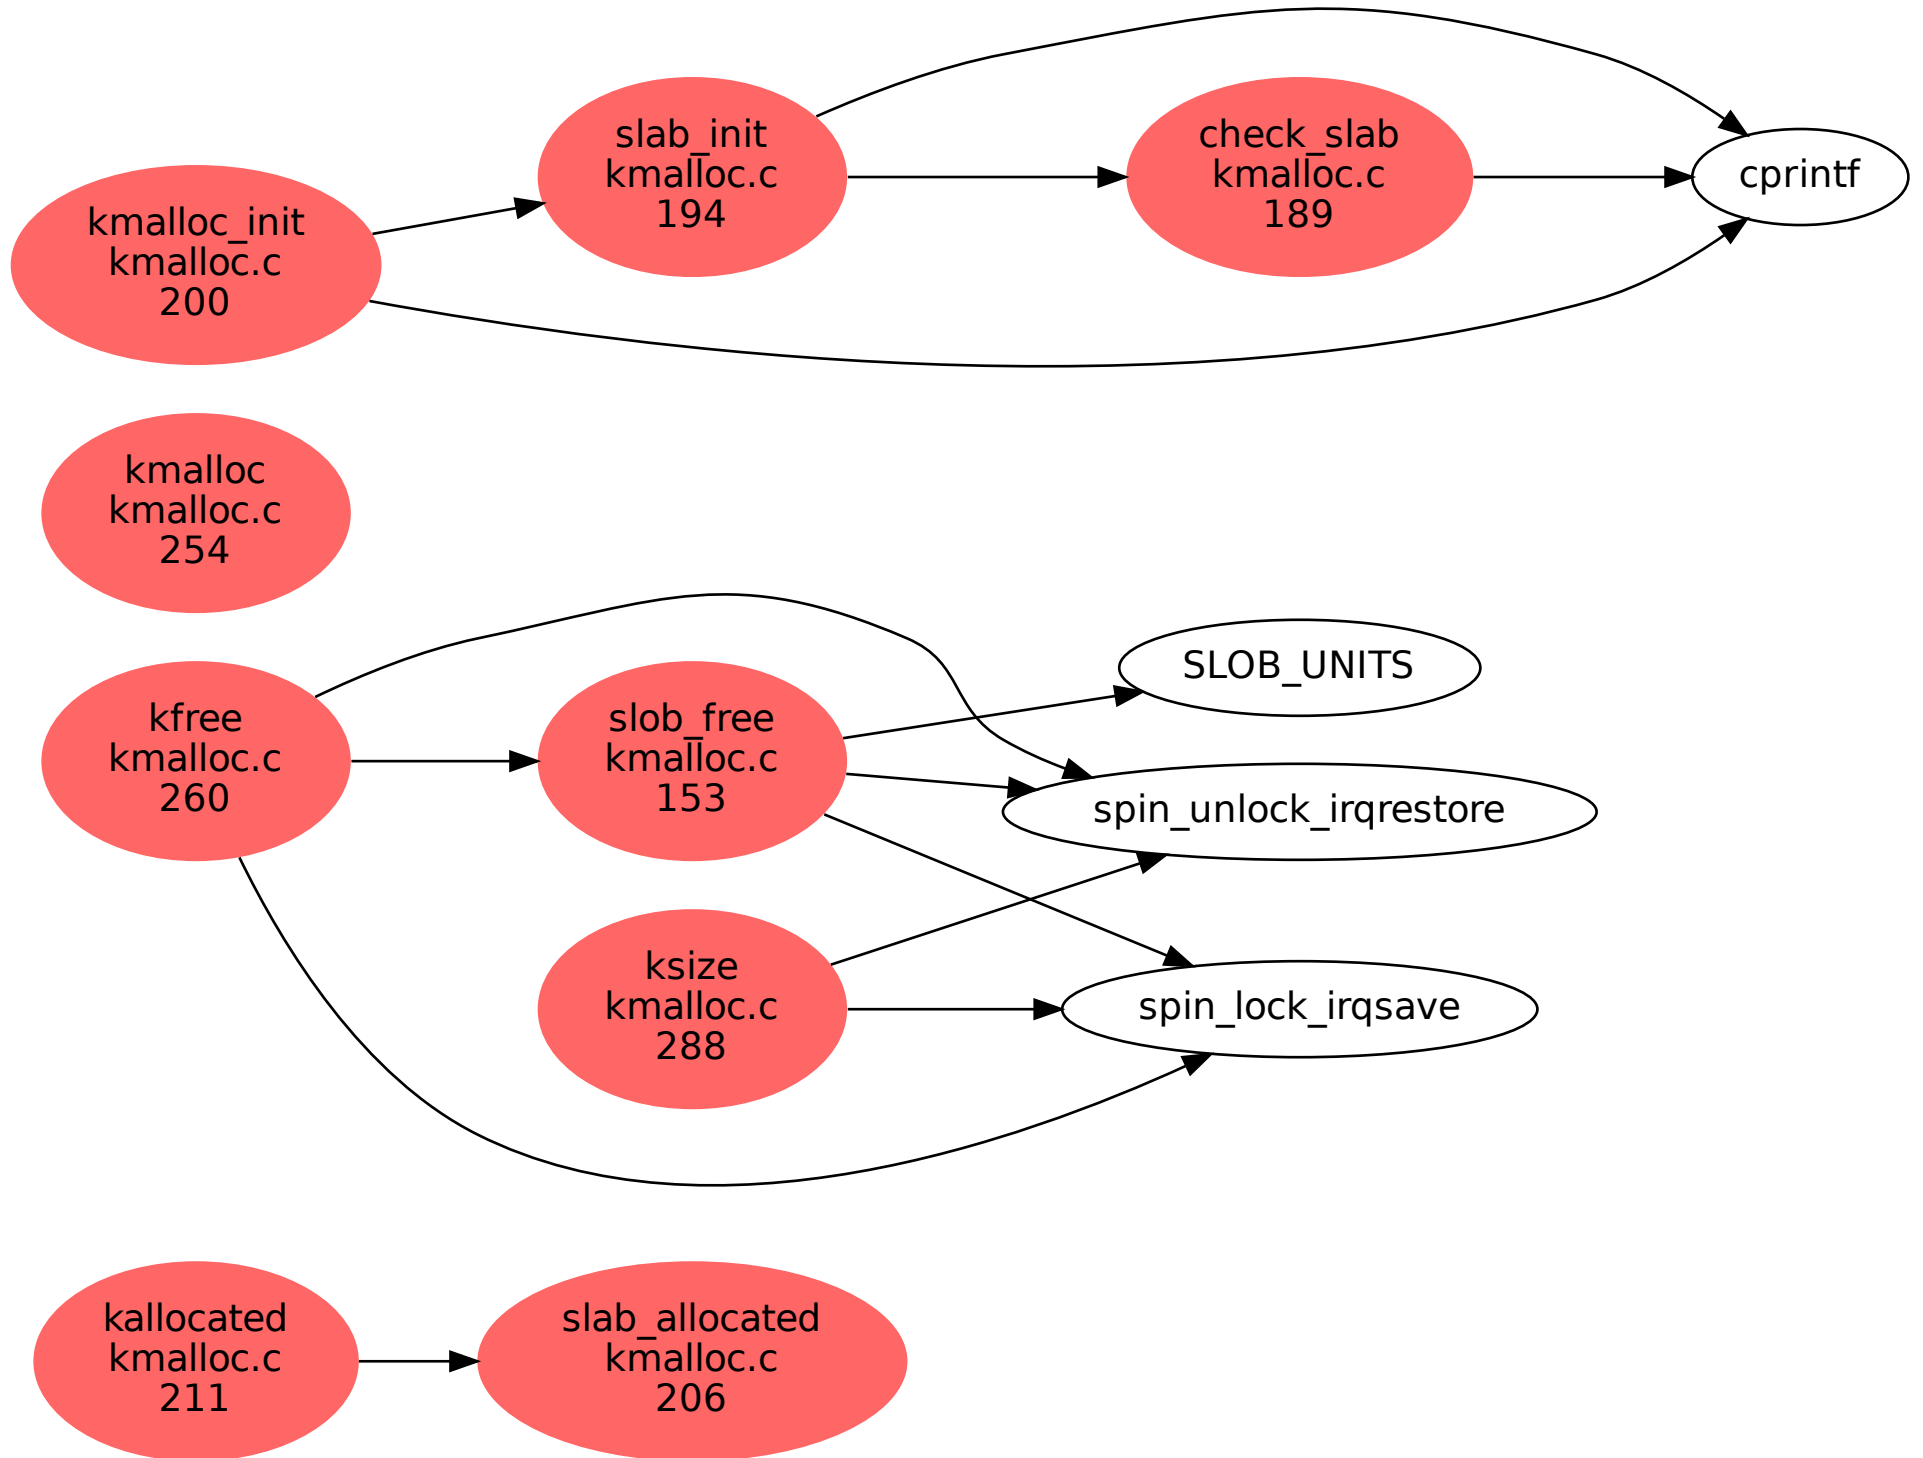 slab_init
kmalloc.c
194
check_slab
kmalloc.c
189
cprintf
kmalloc_init
kmalloc.c
200
kmalloc
kmalloc.c
254
kfree
kmalloc.c
260
slob_free
kmalloc.c
153
SLOB_UNITS
spin_unlock_irqrestore
ksize
kmalloc.c
288
spin_lock_irqsave
kallocated
kmalloc.c
211
slab_allocated
kmalloc.c
206